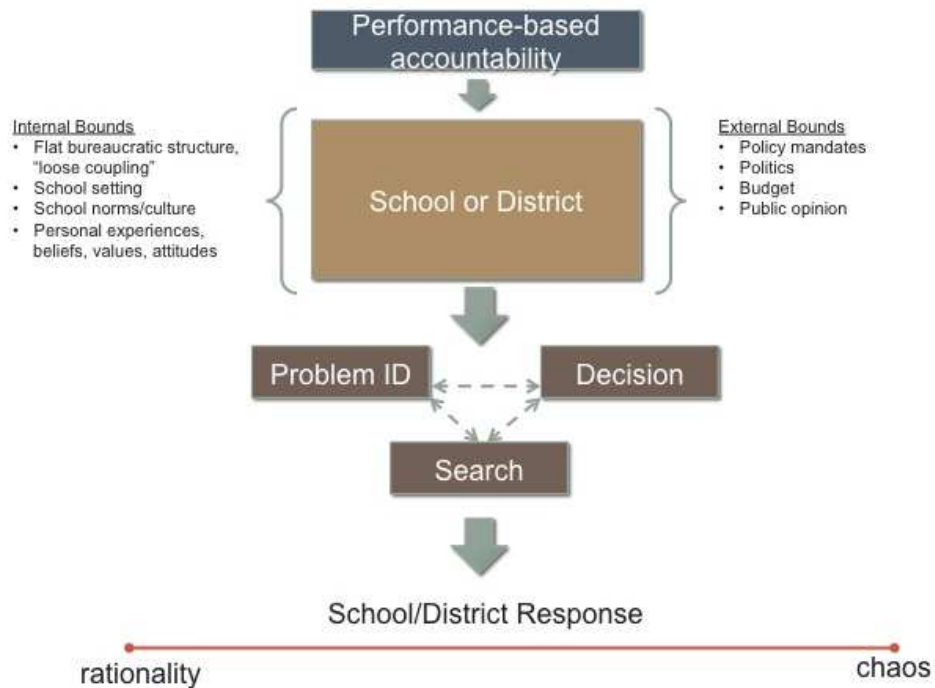 Performance-based
accountability
Internal Bounds
• Flat bureaucratic structure,
"loose coupling"
• School setting
• School norms/culture
• Personal experiences,
beliefs, values, attitudes
School or District
External Bounds
• Policy mandates
• Politics
• Budget
• Public opinion
Problem ID
Decision
Search
School/District Response
rationality
chaos